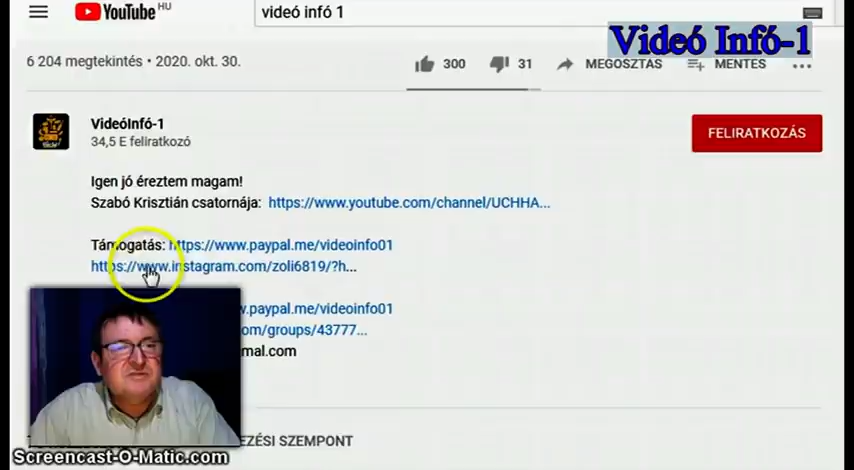 YouTube HU
videó infó 1
Videó Infó-1
6 204 megtekintés • 2020. okt. 30.
300
31
MEGOSZTÁS
MENTÉS
VideóInfó-1
34,5 E feliratkozó
FELIRATKOZÁS
Igen jó éreztem magam!
Szabó Krisztián csatornája: https://www.youtube.com/channel/UCHHA...
Támogatás: https://www.paypal.me/videoinfo01
https://www.instagram.com/zoli6819/?h...
w.paypal.me/videoinfo01
om/groups/43777...
mal.com
EZÉSI SZEMPONT
Screencast-O-Matic.com